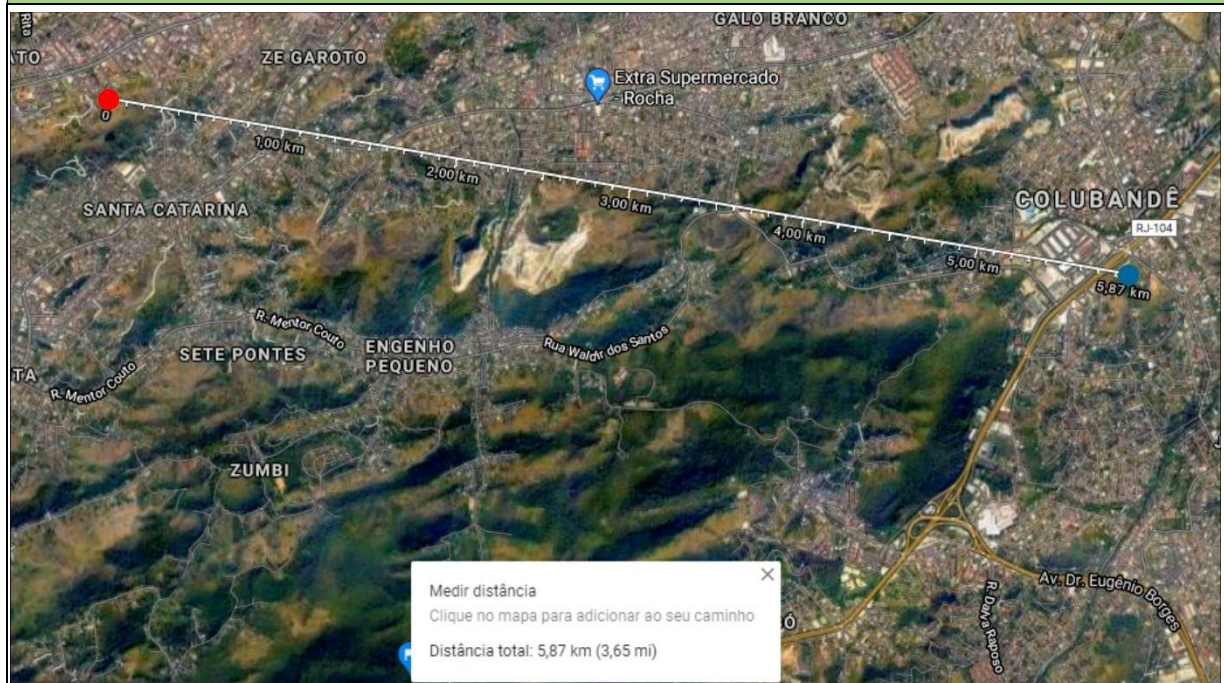 Rita
GALO BRANCO
ATO
ZE GAROTO
Extra Supermercado
- Rocha
0
1,00 km
2,00 km
3,00 km
4,00 km
5,00 km
5,87 km
SANTA CATARINA
COLUBANDÊ
RJ-104
R. Mentor Couto
SETE PONTES
ENGENHO
PEQUENO
Rua Waldir dos Santos
TA
R. Mentor Couto
ZUMBI
Medir distância
Clique no mapa para adicionar ao seu caminho
Distância total: 5,87 km (3,65 mi)
Ó
Av. Dr. Eugênio Borges
R. Dalva Raposo